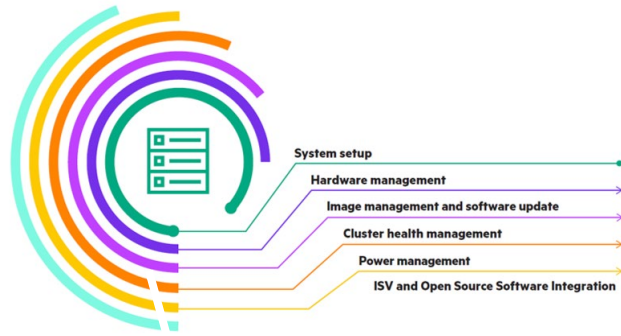 System setup
Hardware management
Image management and software update
Cluster health management
Power management
ISV and Open Source Software Integration